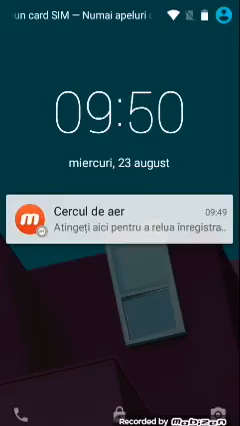 un card SIM — Numai apeluri
09:50
miercuri, 23 august
Cercul de aer 09:49
Atingeți aici pentru a relua înregistra..
Recorded by Mobizen